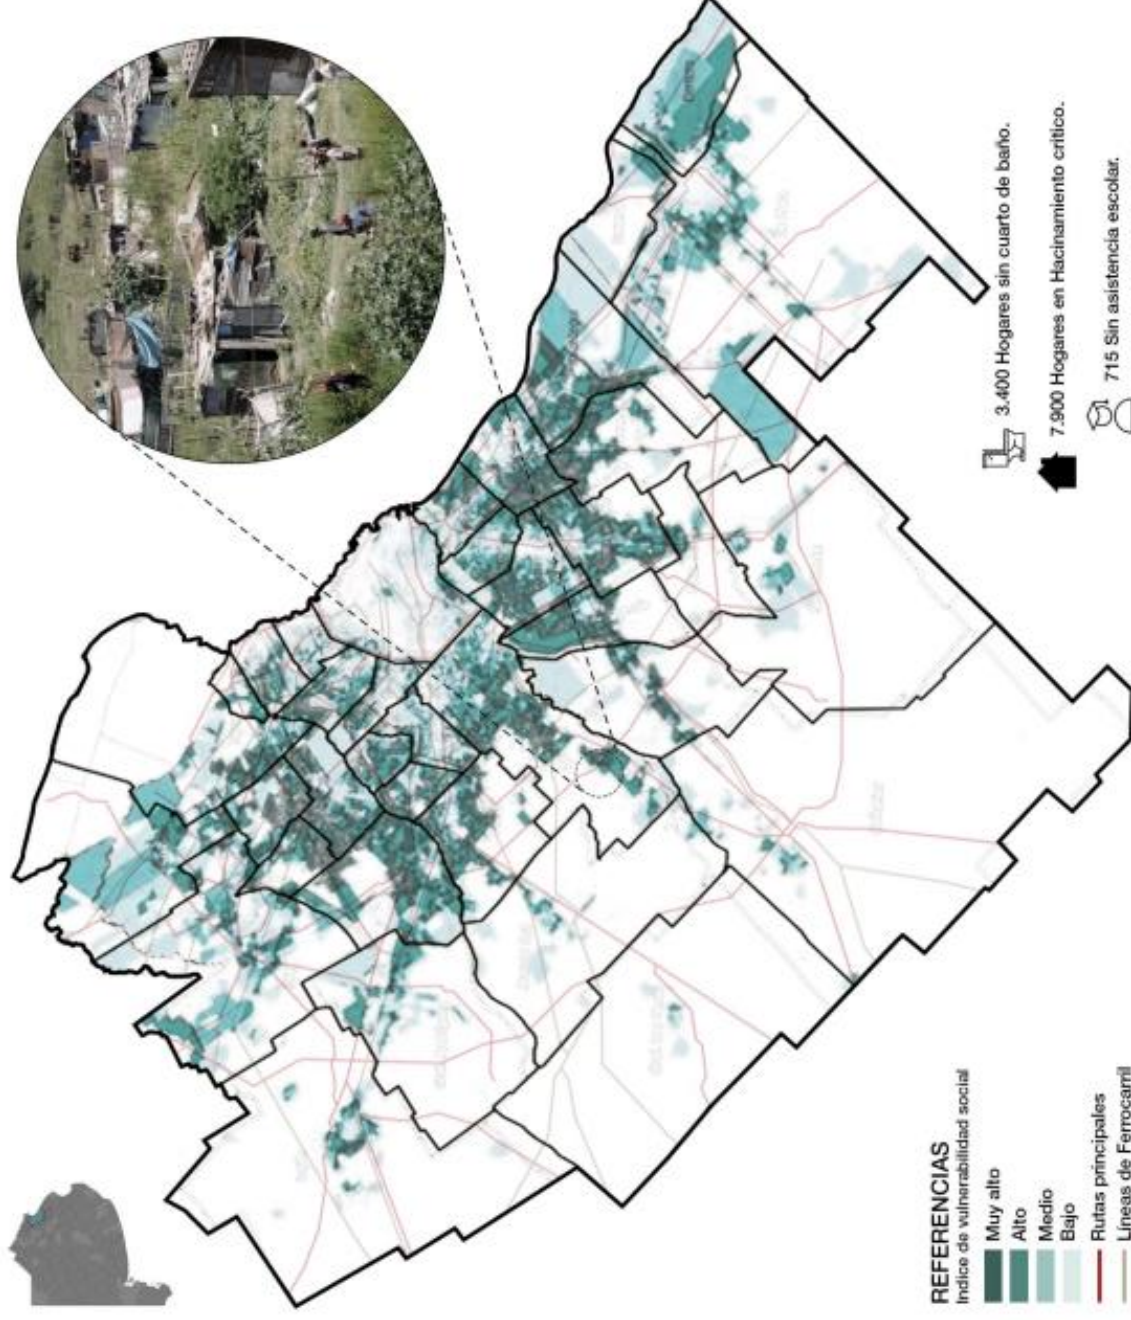 3.400 Hogares sin cuarto de baño.
7.900 Hogares en Hacinamiento crítico.
715 Sin asistencia escolar.
REFERENCIAS
Indice de vulnerabilidad social
Muy alto
Alto
Medio
Bajo
Rutas principales
Líneas de Ferrocarril